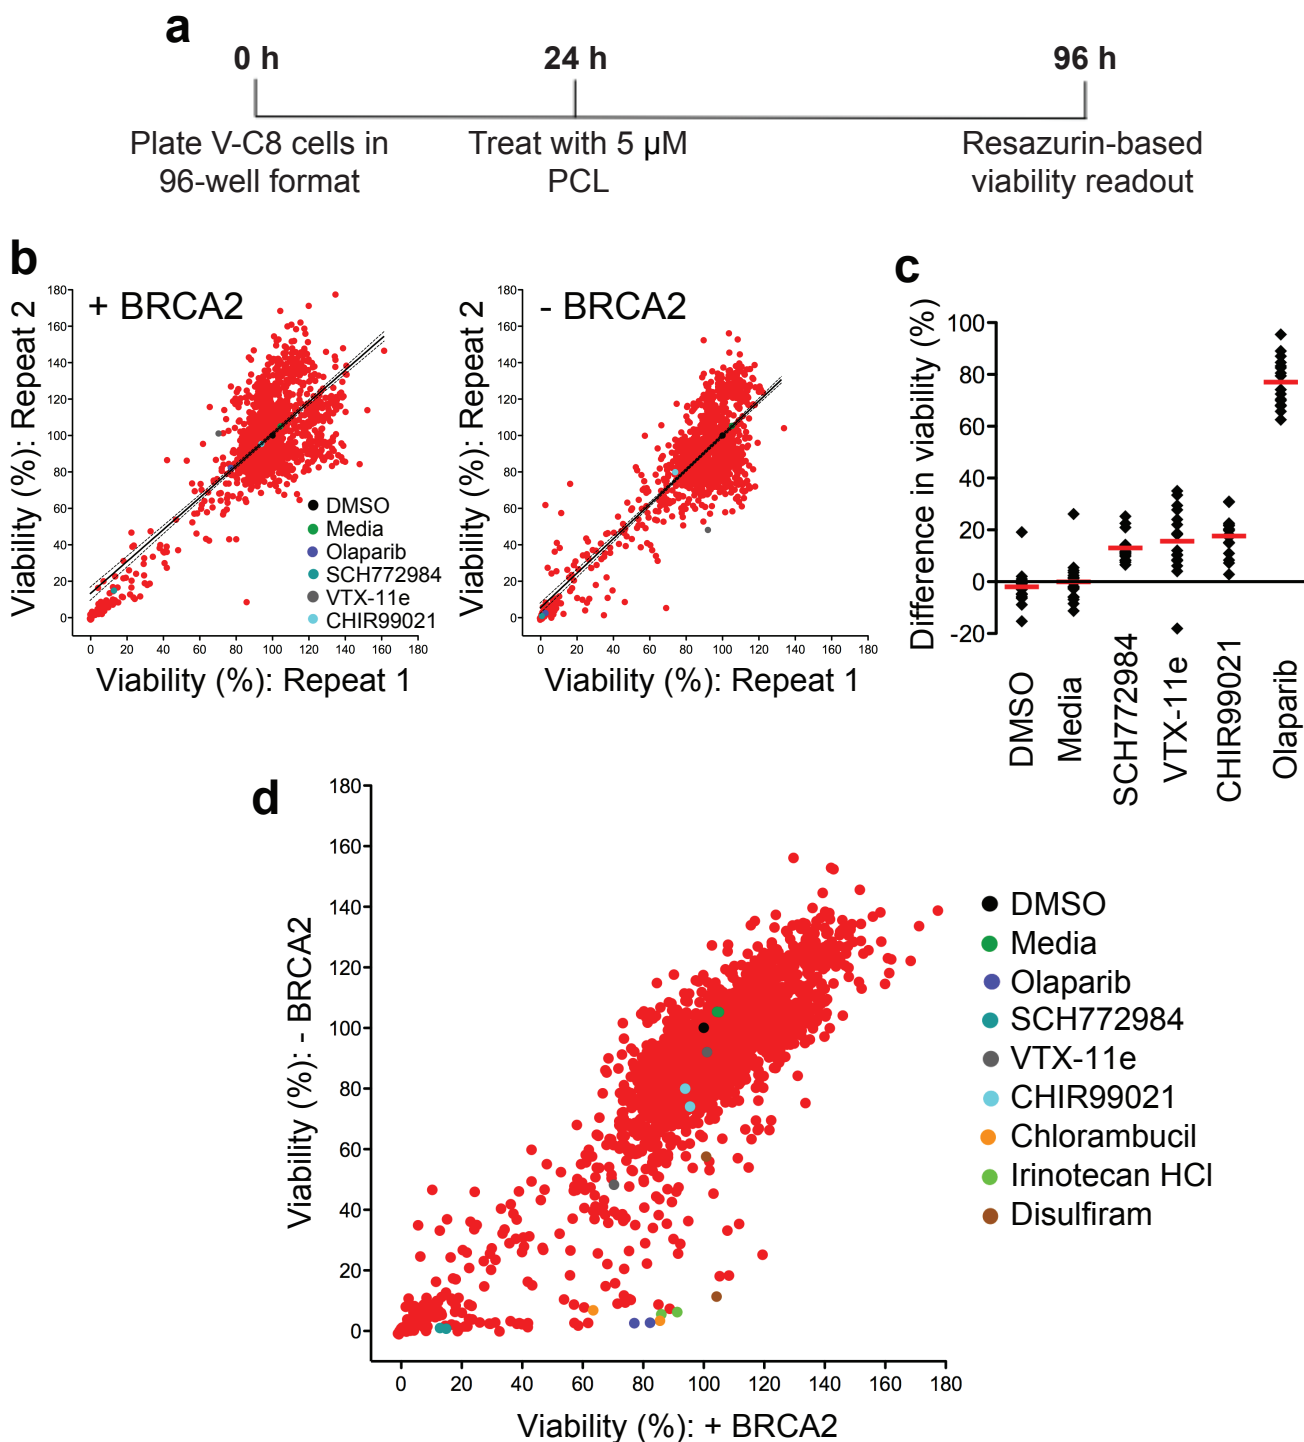 a
0 h
24 h
96 h
Plate V-C8 cells in
96-well format
Treat with 5 µM
PCL
Resazurin-based
viability readout
b
+ BRCA2
Viability (%): Repeat 2
180
160
140
120
100
80
60
40
20
0
0 20 40 60 80 100 120 140 160 180
Viability (%): Repeat 1
DMSO
Media
Olaparib
SCH772984
VTX-11e
CHIR99021
- BRCA2
Viability (%): Repeat 2
180
160
140
120
100
80
60
40
20
0
0 20 40 60 80 100 120 140 160 180
Viability (%): Repeat 1
c
Difference in viability (%)
100
80
60
40
20
0
-20
DMSO
Media
SCH772984
VTX-11e
CHIR99021
Olaparib
d
Viability (%): - BRCA2
180
160
140
120
100
80
60
40
20
0
0 20 40 60 80 100 120 140 160 180
Viability (%): + BRCA2
DMSO
Media
Olaparib
SCH772984
VTX-11e
CHIR99021
Chlorambucil
Irinotecan HCl
Disulfiram